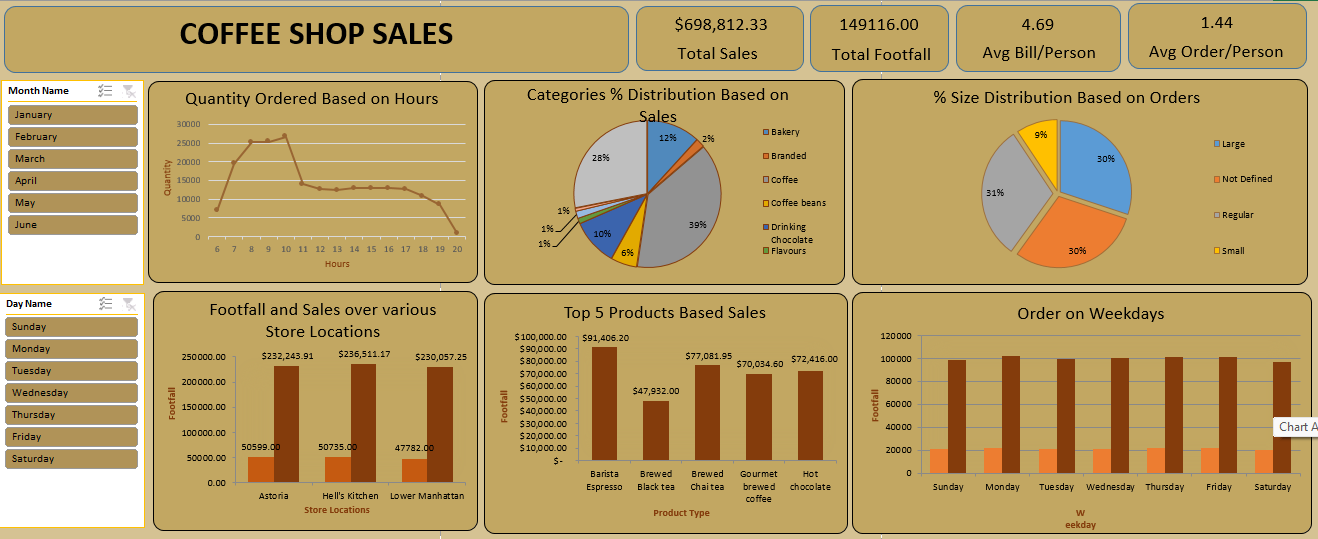 COFFEE SHOP SALES
$698,812.33
Total Sales
149116.00
Total Footfall
4.69
Avg Bill/Person
1.44
Avg Order/Person
Month Name
January
February
March
April
May
June
Day Name
Sunday
Monday
Tuesday
Wednesday
Thursday
Friday
Saturday
Quantity Ordered Based on Hours
30000
25000
20000
15000
10000
5000
0
Quantity
6 7 8 9 10 11 12 13 14 15 16 17 18 19 20
Hours
Categories % Distribution Based on
Sales
12%
2%
39%
6%
10%
1%
1%
1%
28%
Bakery
Branded
Coffee
Coffee beans
Drinking
Chocolate
Flavours
% Size Distribution Based on Orders
9%
30%
31%
30%
Large
Not Defined
Regular
Small
Footfall and Sales over various
Store Locations
250000.00
200000.00
150000.00
100000.00
50000.00
0.00
Footfall
$232,243.91
$236,511.17
$230,057.25
50599.00
50735.00
47782.00
Astoria
Hell's Kitchen
Lower Manhattan
Store Locations
Top 5 Products Based Sales
$100,000.00
$90,000.00
$80,000.00
$70,000.00
$60,000.00
$50,000.00
$40,000.00
$30,000.00
$20,000.00
$10,000.00
$-
Footfall
$91,406.20
$47,932.00
$77,081.95
$70,034.60
$72,416.00
Barista
Espresso
Brewed
Black tea
Brewed
Chai tea
Gourmet
brewed
coffee
Hot
chocolate
Product Type
Order on Weekdays
120000
100000
80000
60000
40000
20000
0
Footfall
Sunday
Monday
Tuesday
Wednesday
Thursday
Friday
Saturday
W
eekday
Chart A